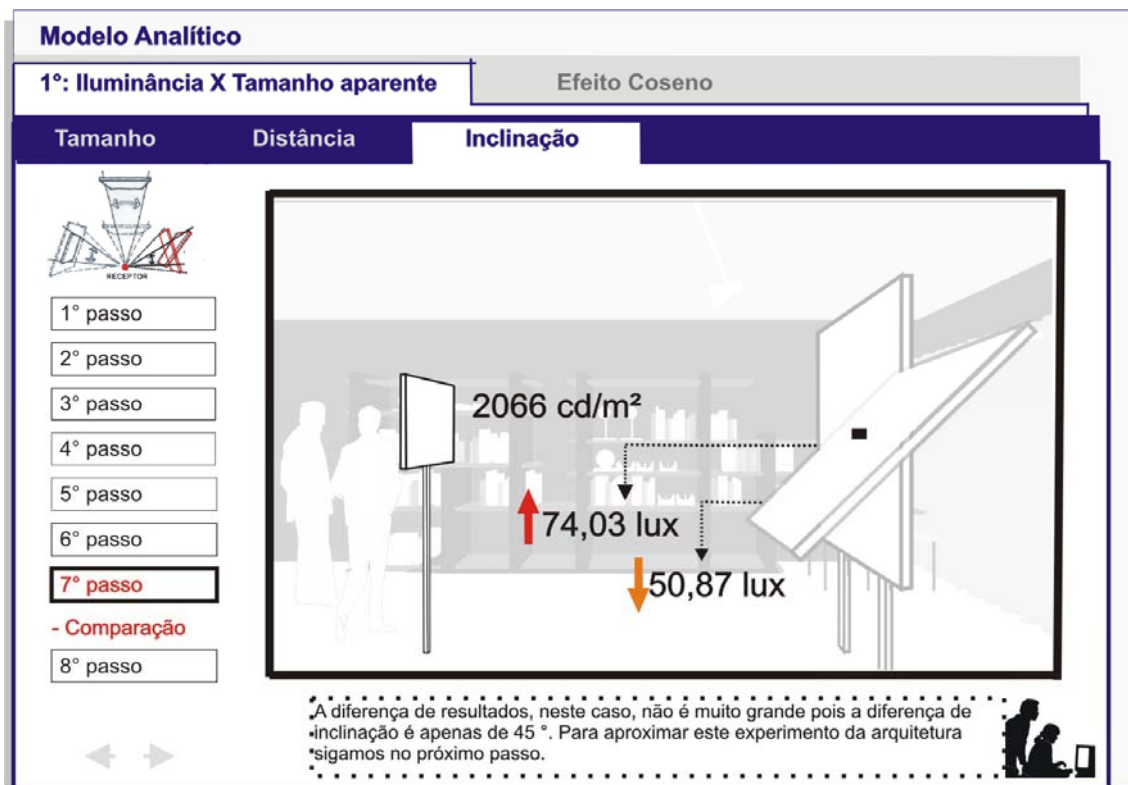 Modelo Analítico
1°: Iluminância X Tamanho aparente
Efeito Coseno
Tamanho
Distância
Inclinação
RECEPTOR
1° passo
2° passo
3° passo
4° passo
5° passo
6° passo
7° passo
- Comparação
8° passo
2066 cd/m²
74,03 lux
50,87 lux
A diferença de resultados, neste caso, não é muito grande pois a diferença de
inclinação é apenas de 45 °. Para aproximar este experimento da arquitetura
sigamos no próximo passo.